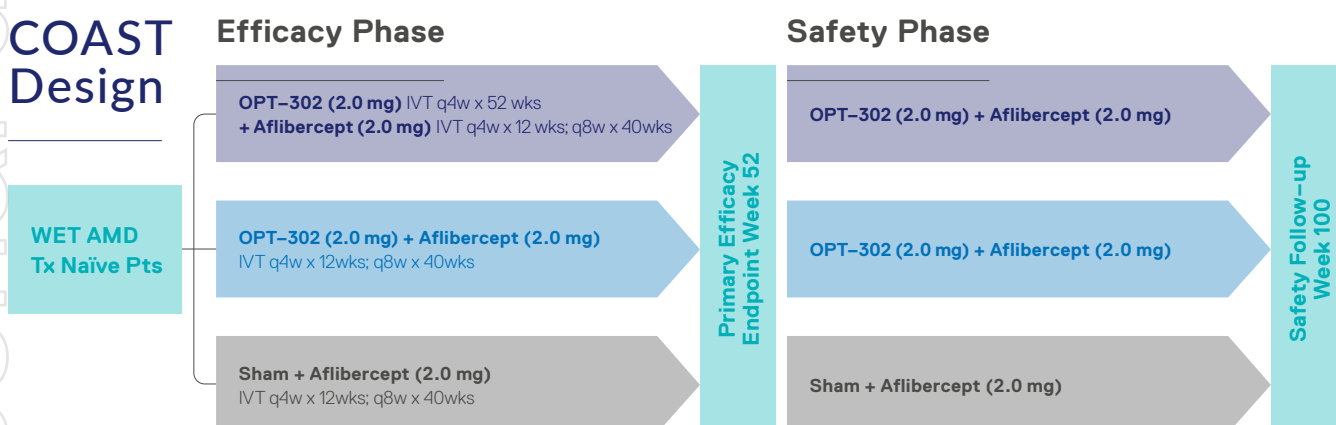 COAST
Design
Efficacy Phase
Safety Phase
WET AMD
Tx Naïve Pts
OPT–302 (2.0 mg) IVT q4w x 52 wks
+ Aflibercept (2.0 mg) IVT q4w x 12 wks; q8w x 40wks
OPT–302 (2.0 mg) + Aflibercept (2.0 mg)
IVT q4w x 12wks; q8w x 40wks
Sham + Aflibercept (2.0 mg)
IVT q4w x 12wks; q8w x 40wks
Primary Efficacy
Endpoint Week 52
OPT–302 (2.0 mg) + Aflibercept (2.0 mg)
OPT–302 (2.0 mg) + Aflibercept (2.0 mg)
Sham + Aflibercept (2.0 mg)
Safety Follow–up
Week 100